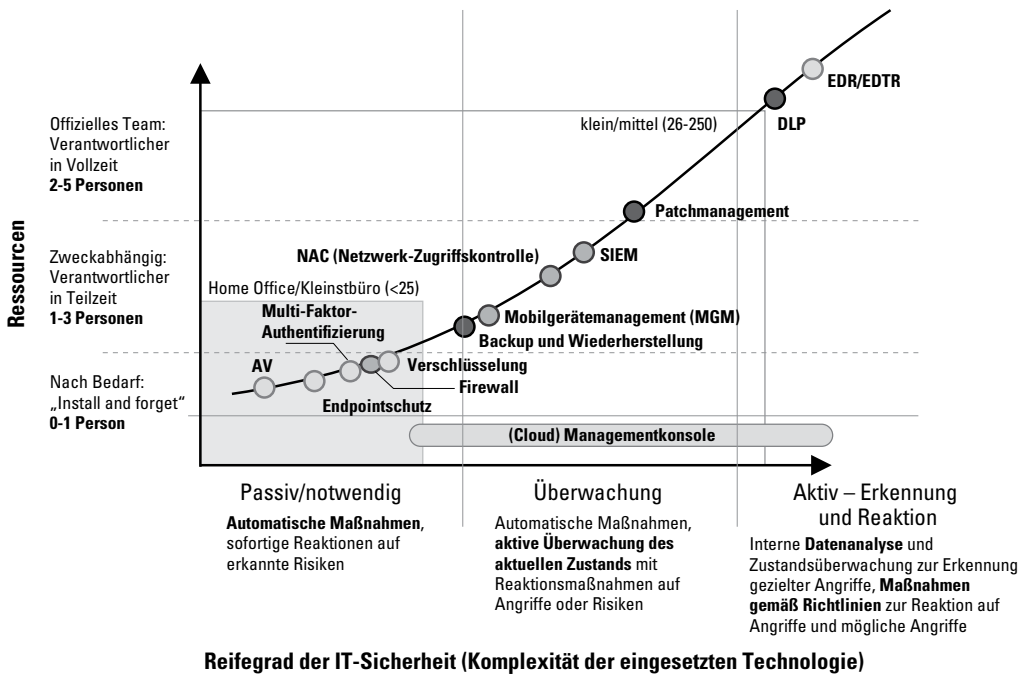 EDR/EDTR
klein/mittel (26-250)
DLP
Offizielles Team:
Verantwortlicher
in Vollzeit
2-5 Personen
Patchmanagement
Ressourcen
NAC (Netzwerk-Zugriffskontrolle)
SIEM
Zweckabhängig:
Verantwortlicher
in Teilzeit
1-3 Personen
Home Office/Kleinstbüro (<25)
Multi-Faktor-
Authentifizierung
Mobilgerätemanagement (MGM)
Backup und Wiederherstellung
AV
Verschlüsselung
Firewall
Endpointschutz
Nach Bedarf:
„Install and forget“
0-1 Person
(Cloud) Managementkonsole
Passiv/notwendig
Automatische Maßnahmen,
sofortige Reaktionen auf
erkannte Risiken
Überwachung
Automatische Maßnahmen,
aktive Überwachung des
aktuellen Zustands mit
Reaktionsmaßnahmen auf
Angriffe oder Risiken
Aktiv – Erkennung
und Reaktion
Interne Datenanalyse und
Zustandsüberwachung zur Erkennung
gezielter Angriffe, Maßnahmen
gemäß Richtlinien zur Reaktion auf
Angriffe und mögliche Angriffe
Reifegrad der IT-Sicherheit (Komplexität der eingesetzten Technologie)